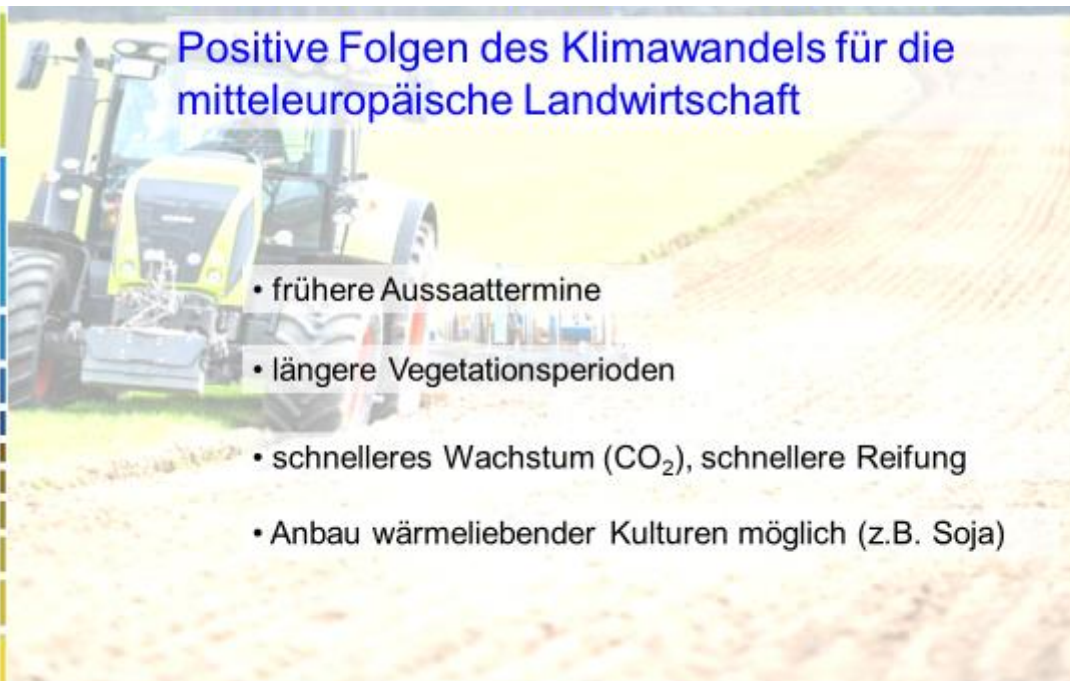 Positive Folgen des Klimawandels für die
mitteleuropäische Landwirtschaft
• frühere Aussaattermine
• längere Vegetationsperioden
• schnelleres Wachstum (CO₂), schnellere Reifung
• Anbau wärmeliebender Kulturen möglich (z.B. Soja)